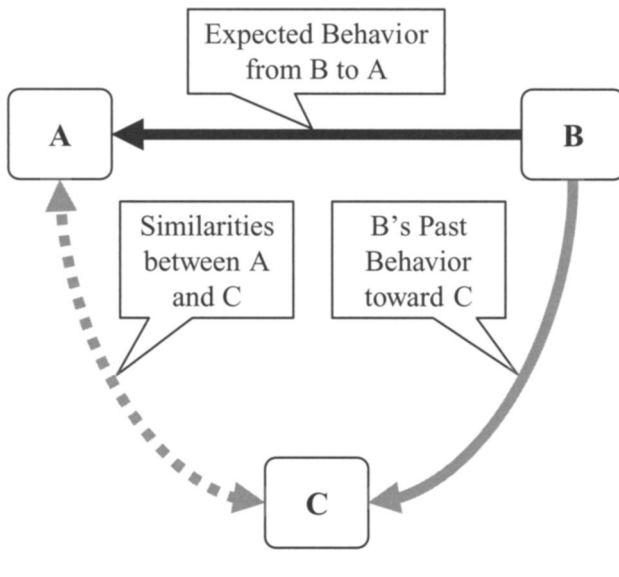 Expected Behavior
from B to A
A
B
Similarities
between A
and C
B's Past
Behavior
toward C
C